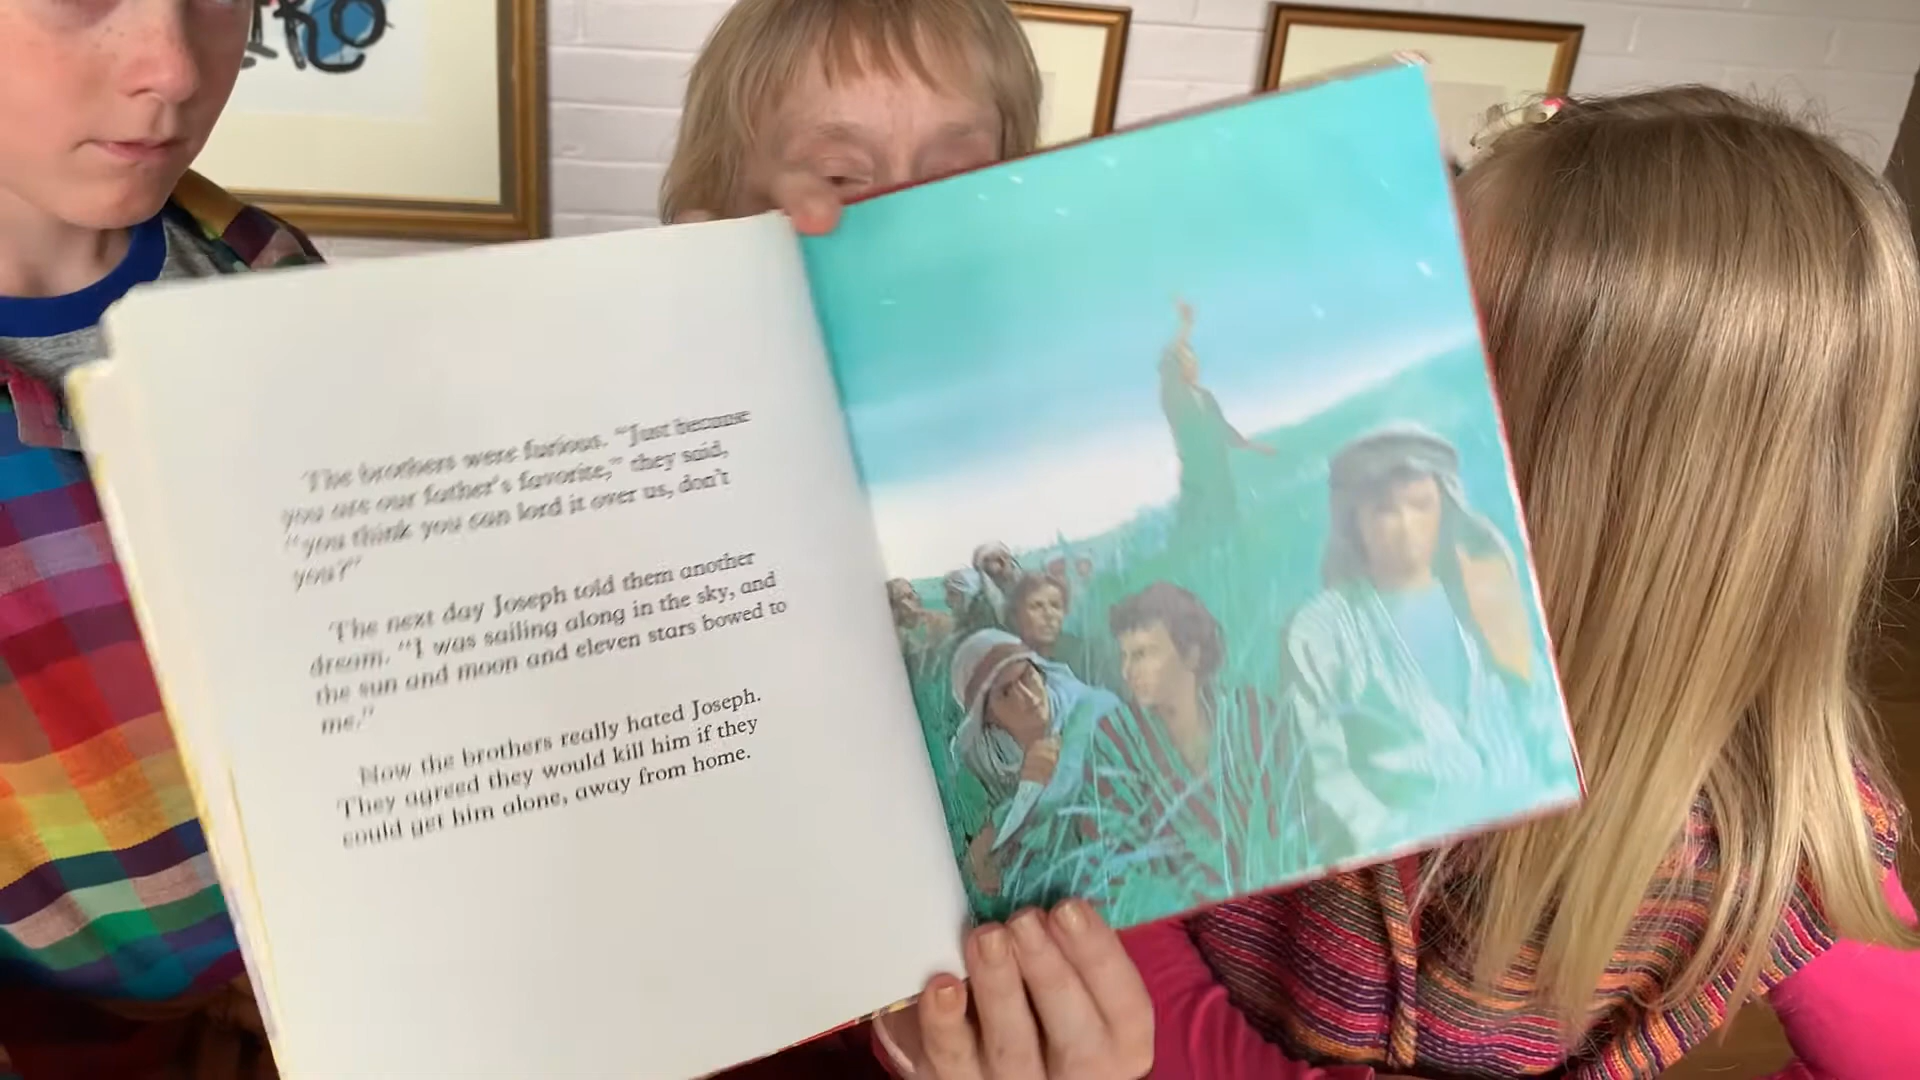 The brothers were furious. "Just because
you are our father's favorite," they said,
"you think you can lord it over us, don't
you?"
The next day Joseph told them another
dream. "I was sailing along in the sky, and
the sun and moon and eleven stars bowed to
me."
Now the brothers really hated Joseph.
They agreed they would kill him if they
could get him alone, away from home.